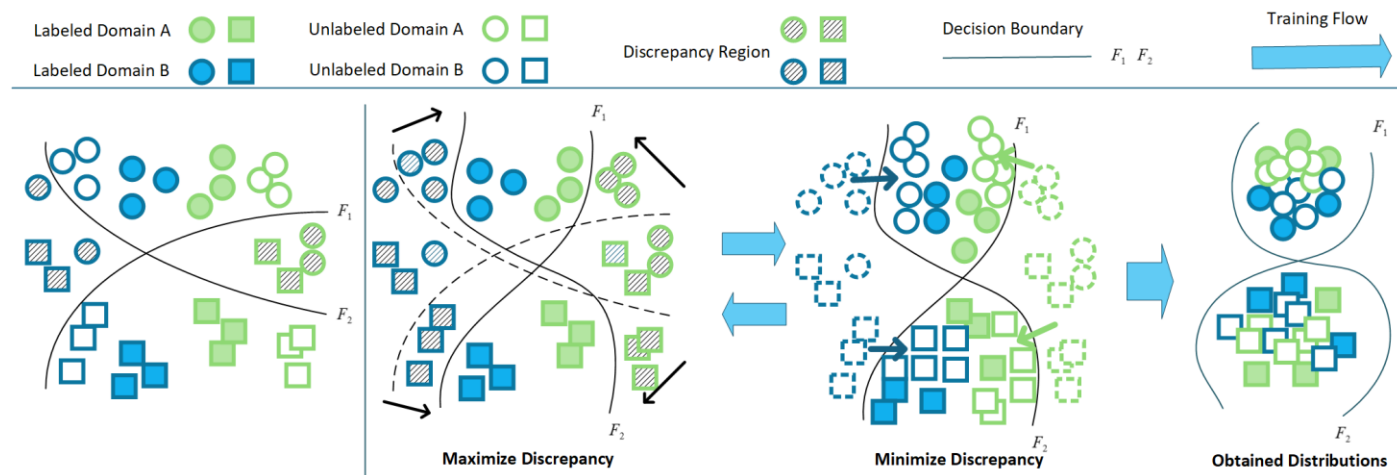 Labeled Domain A
Unlabeled Domain A
Decision Boundary
Training Flow
Discrepancy Region
F₁ F₂
Labeled Domain B
Unlabeled Domain B
F₁
F₂
F₁
F₂
Maximize Discrepancy
F₁
F₂
Minimize Discrepancy
F₁
F₂
Obtained Distributions